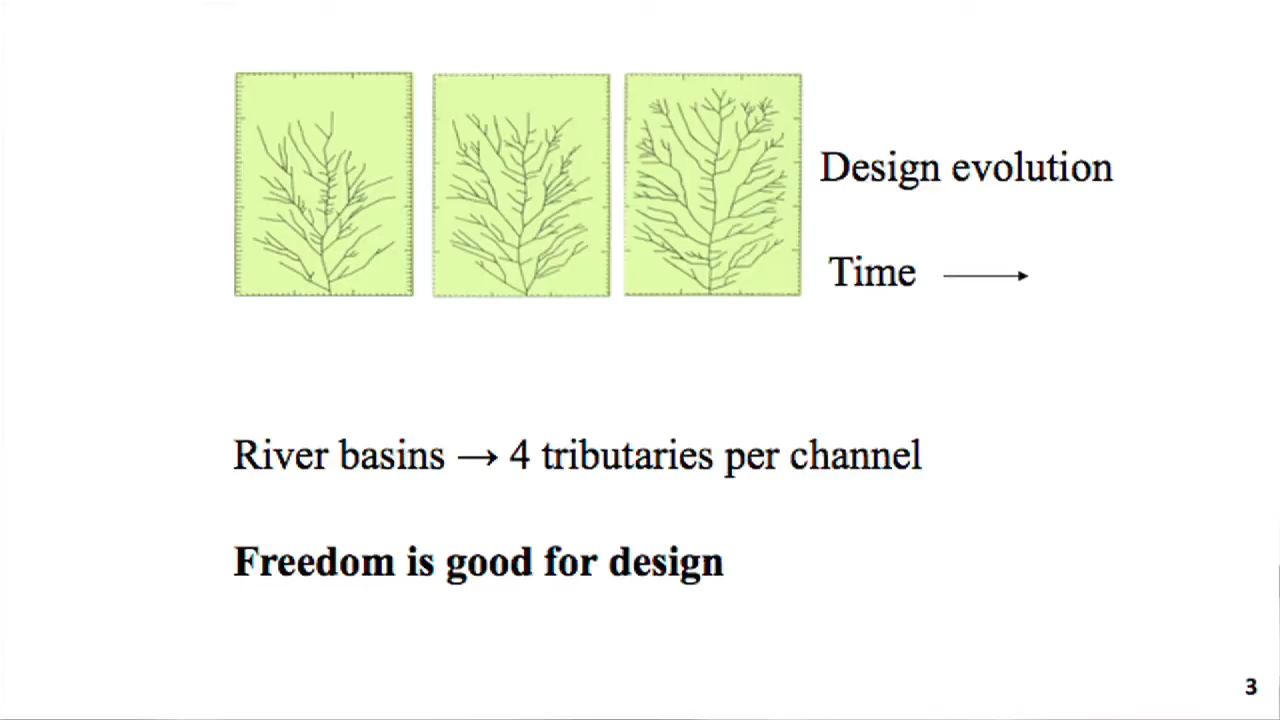 Design evolution
Time →
River basins → 4 tributaries per channel
Freedom is good for design
3